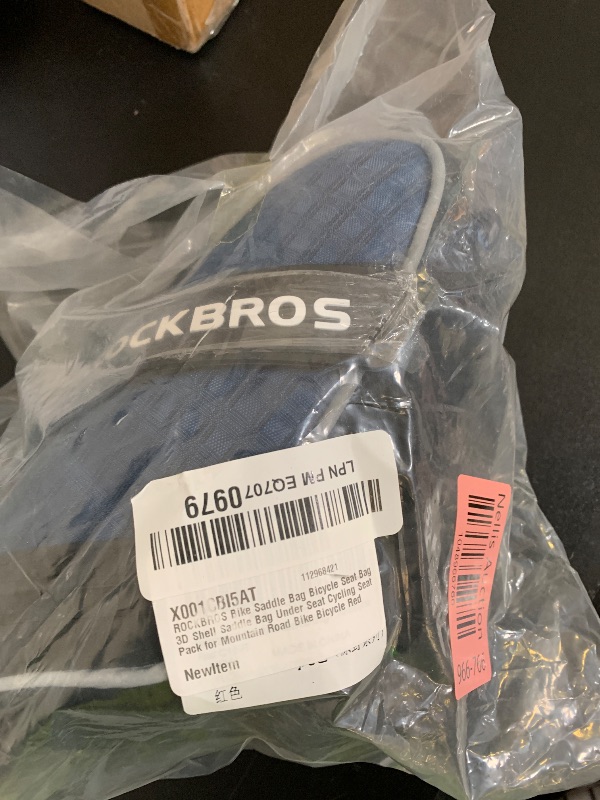 ROCKBROS
LPN PM EQ707 0979
112968421
X001CBI5AT
ROCKBROS Bike Saddle Bag Bicycle Seat Bag
3D Shell Saddle Bag Under Seat Cycling Seat
Pack for Mountain Road Bike Bicycle Red
NewItem
红色
Nellis Auction